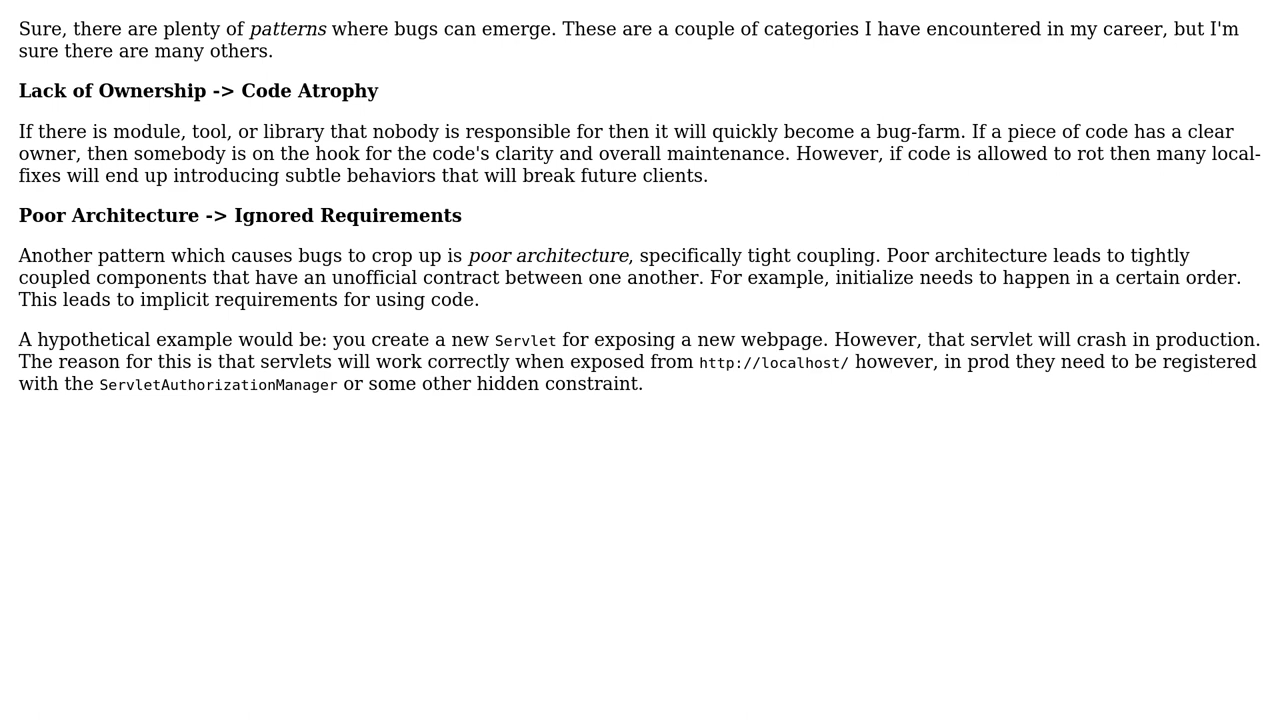 Sure, there are plenty of patterns where bugs can emerge. These are a couple of categories I have encountered in my career, but I'm
sure there are many others.
Lack of Ownership -> Code Atrophy
If there is module, tool, or library that nobody is responsible for then it will quickly become a bug-farm. If a piece of code has a clear
owner, then somebody is on the hook for the code's clarity and overall maintenance. However, if code is allowed to rot then many local-
fixes will end up introducing subtle behaviors that will break future clients.
Poor Architecture -> Ignored Requirements
Another pattern which causes bugs to crop up is poor architecture, specifically tight coupling. Poor architecture leads to tightly
coupled components that have an unofficial contract between one another. For example, initialize needs to happen in a certain order.
This leads to implicit requirements for using code.
A hypothetical example would be: you create a new Servlet for exposing a new webpage. However, that servlet will crash in production.
The reason for this is that servlets will work correctly when exposed from http://localhost/ however, in prod they need to be registered
with the ServletAuthorizationManager or some other hidden constraint.